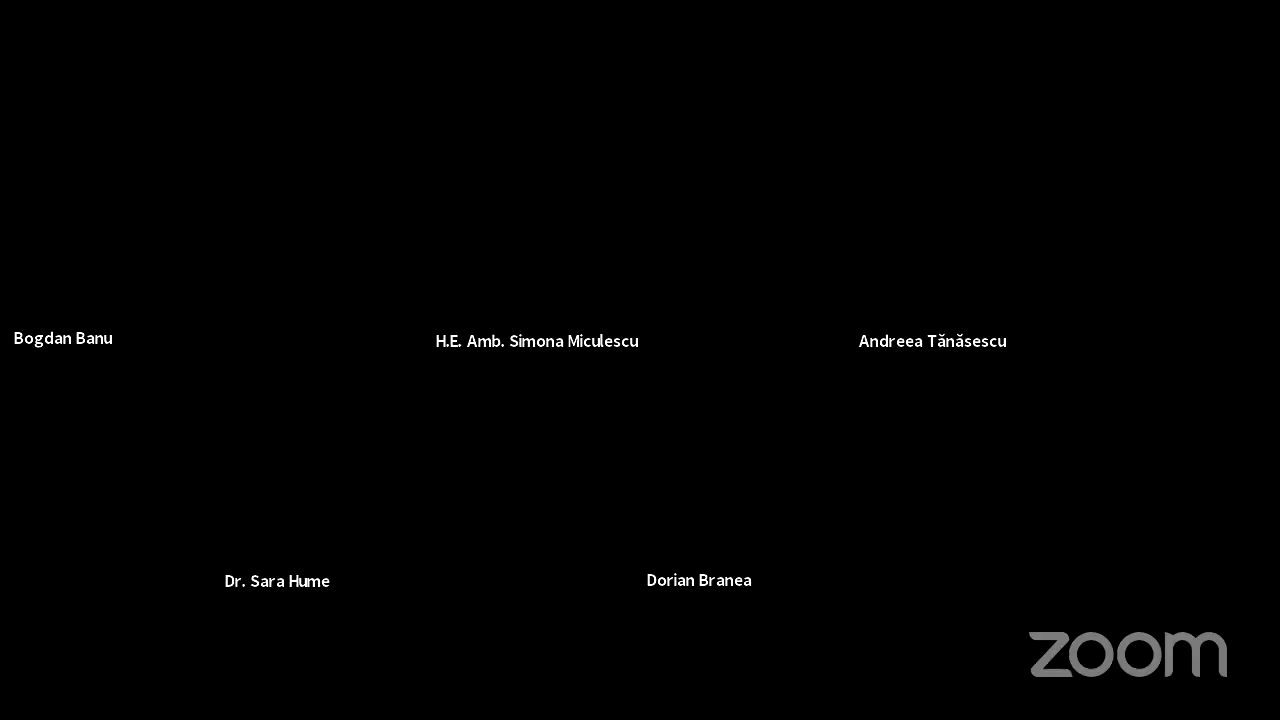 Bogdan Banu
H.E. Amb. Simona Miculescu
Andreea Tănăsescu
Dr. Sara Hume
Dorian Branea
zoom